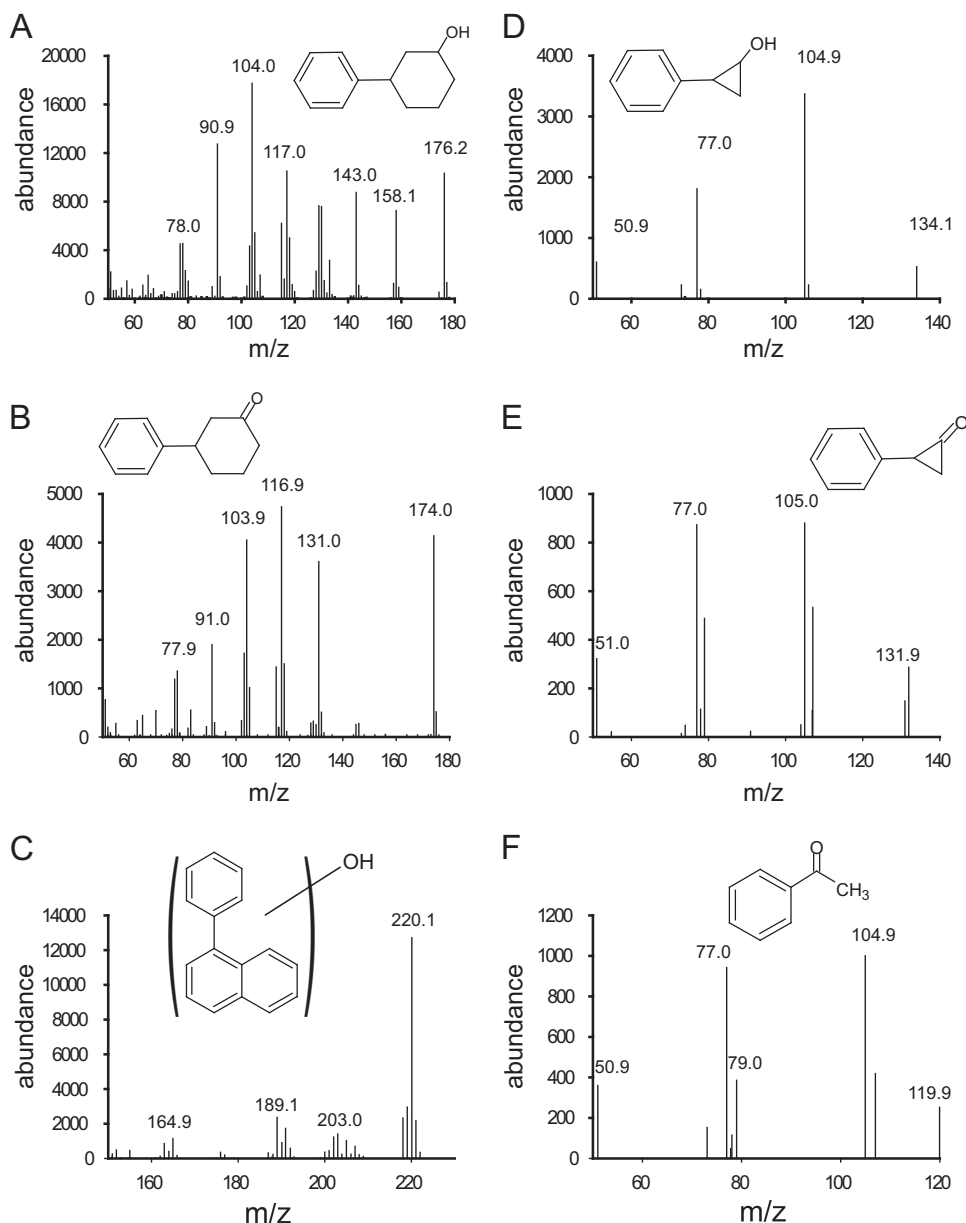 A
OH
20000
16000
12000
8000
4000
0
abundance
104.0
90.9
117.0
176.2
143.0
158.1
78.0
60 80 100 120 140 160 180
m/z
D
OH
4000
3000
2000
1000
0
abundance
104.9
77.0
50.9
134.1
60 80 100 120 140
m/z
B
O
5000
4000
3000
2000
1000
0
abundance
116.9
103.9
174.0
131.0
91.0
77.9
60 80 100 120 140 160 180
m/z
E
O
1000
800
600
400
200
0
abundance
105.0
77.0
51.0
131.9
60 80 100 120 140
m/z
C
OH
14000
12000
10000
8000
6000
4000
2000
0
abundance
220.1
189.1
203.0
164.9
160 180 200 220
m/z
F
O
CH3
1200
1000
800
600
400
200
0
abundance
104.9
77.0
79.0
50.9
119.9
60 80 100 120
m/z